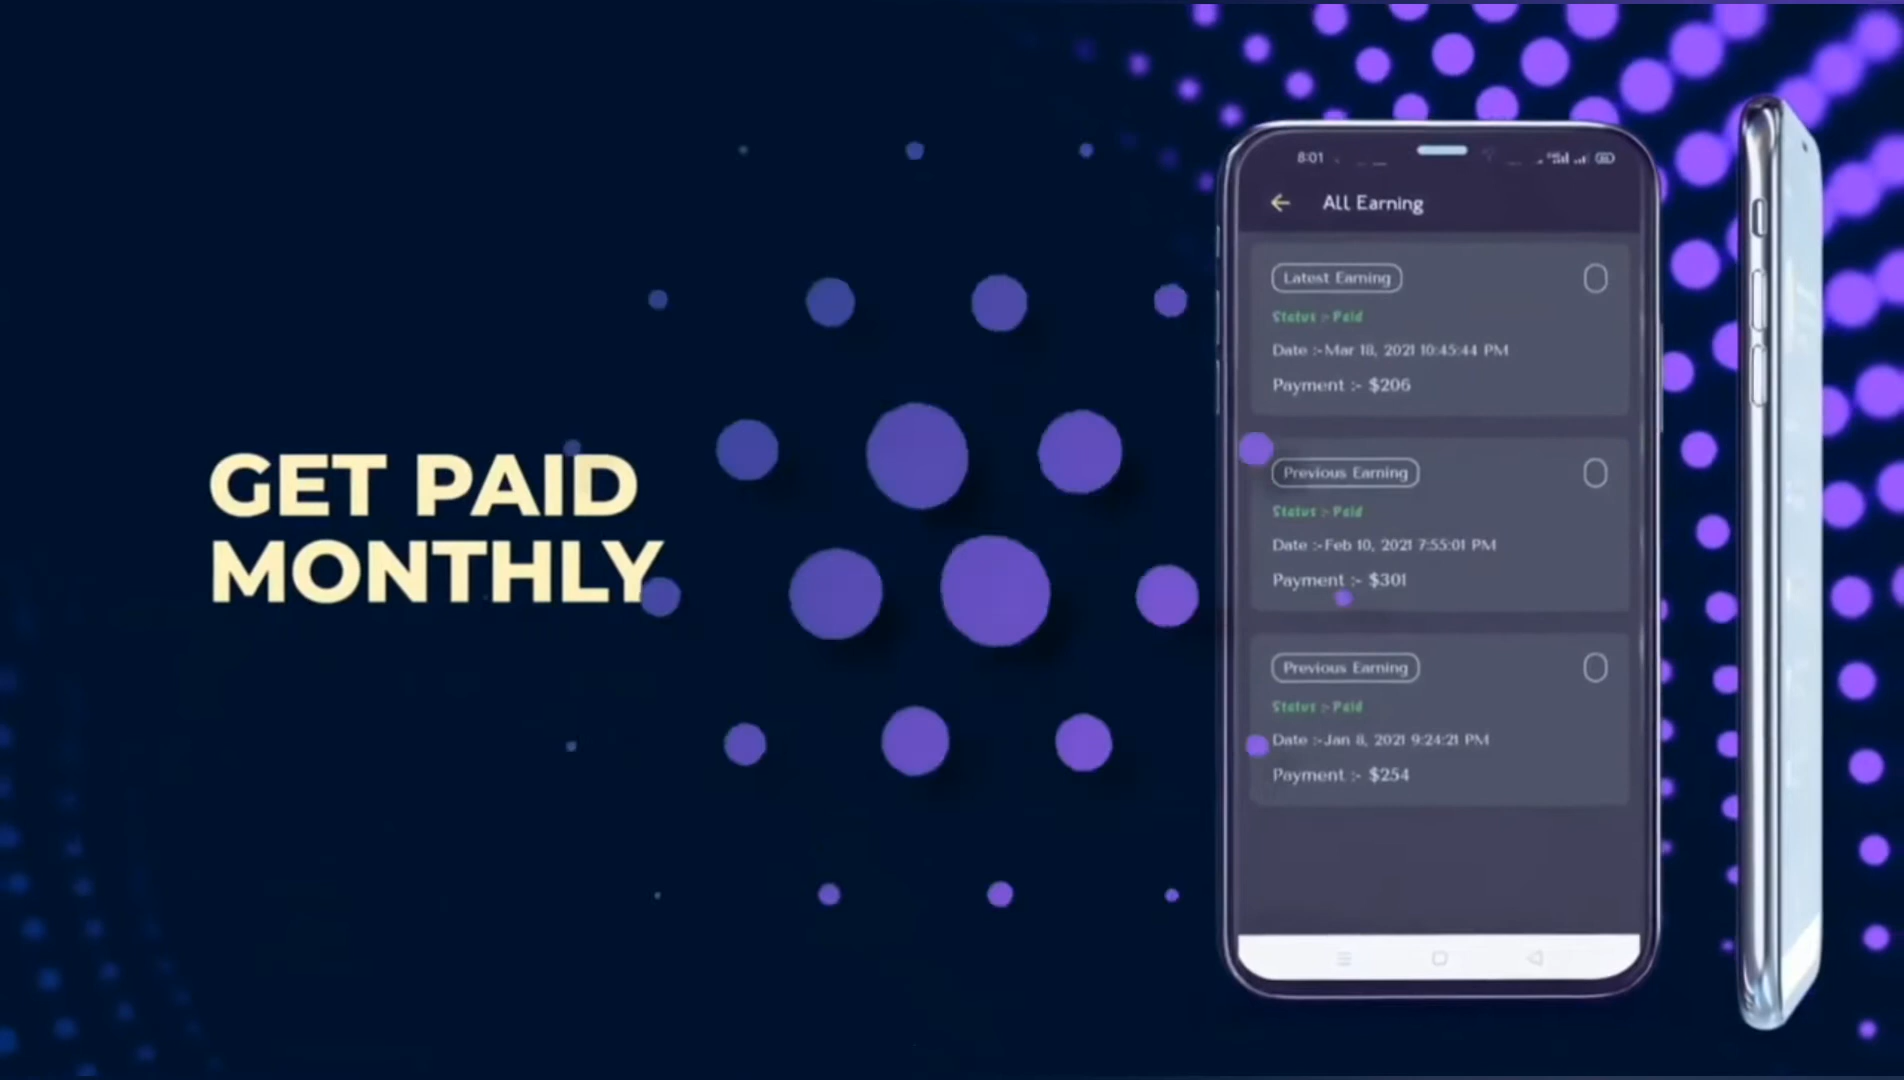 GET PAID
MONTHLY
8:01
All Earning
Latest Earning
Status :- Paid
Date :-Mar 18, 2021 10:45:44 PM
Payment :- $206
Previous Earning
Status :- Paid
Date :-Feb 10, 2021 7:55:01 PM
Payment :- $301
Previous Earning
Status :- Paid
Date :-Jan 8, 2021 9:24:21 PM
Payment :- $254